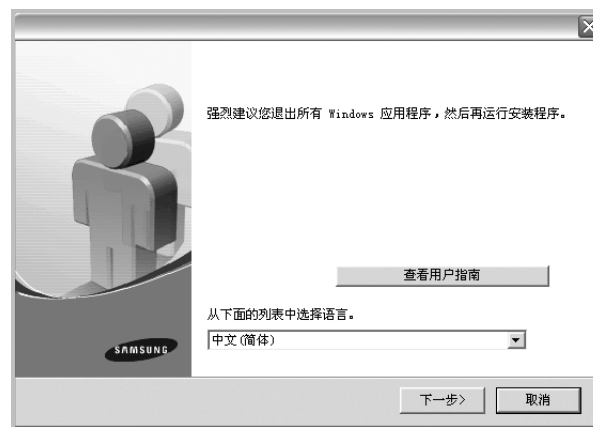 强烈建议您退出所有 Windows 应用程序，然后再运行安装程序。
查看用户指南
从下面的列表中选择语言。
中文(简体)
SAMSUNG
下一步>
取消